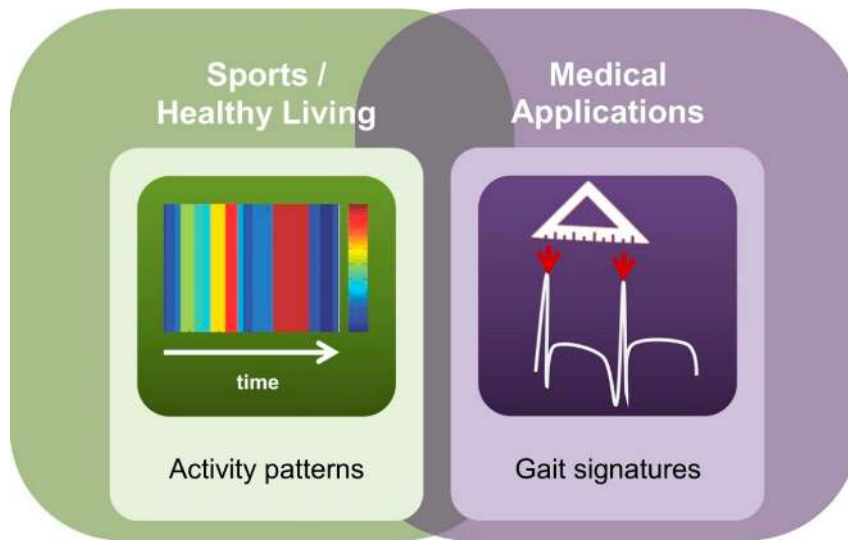 Sports /
Healthy Living
Medical
Applications
time
Activity patterns
Gait signatures